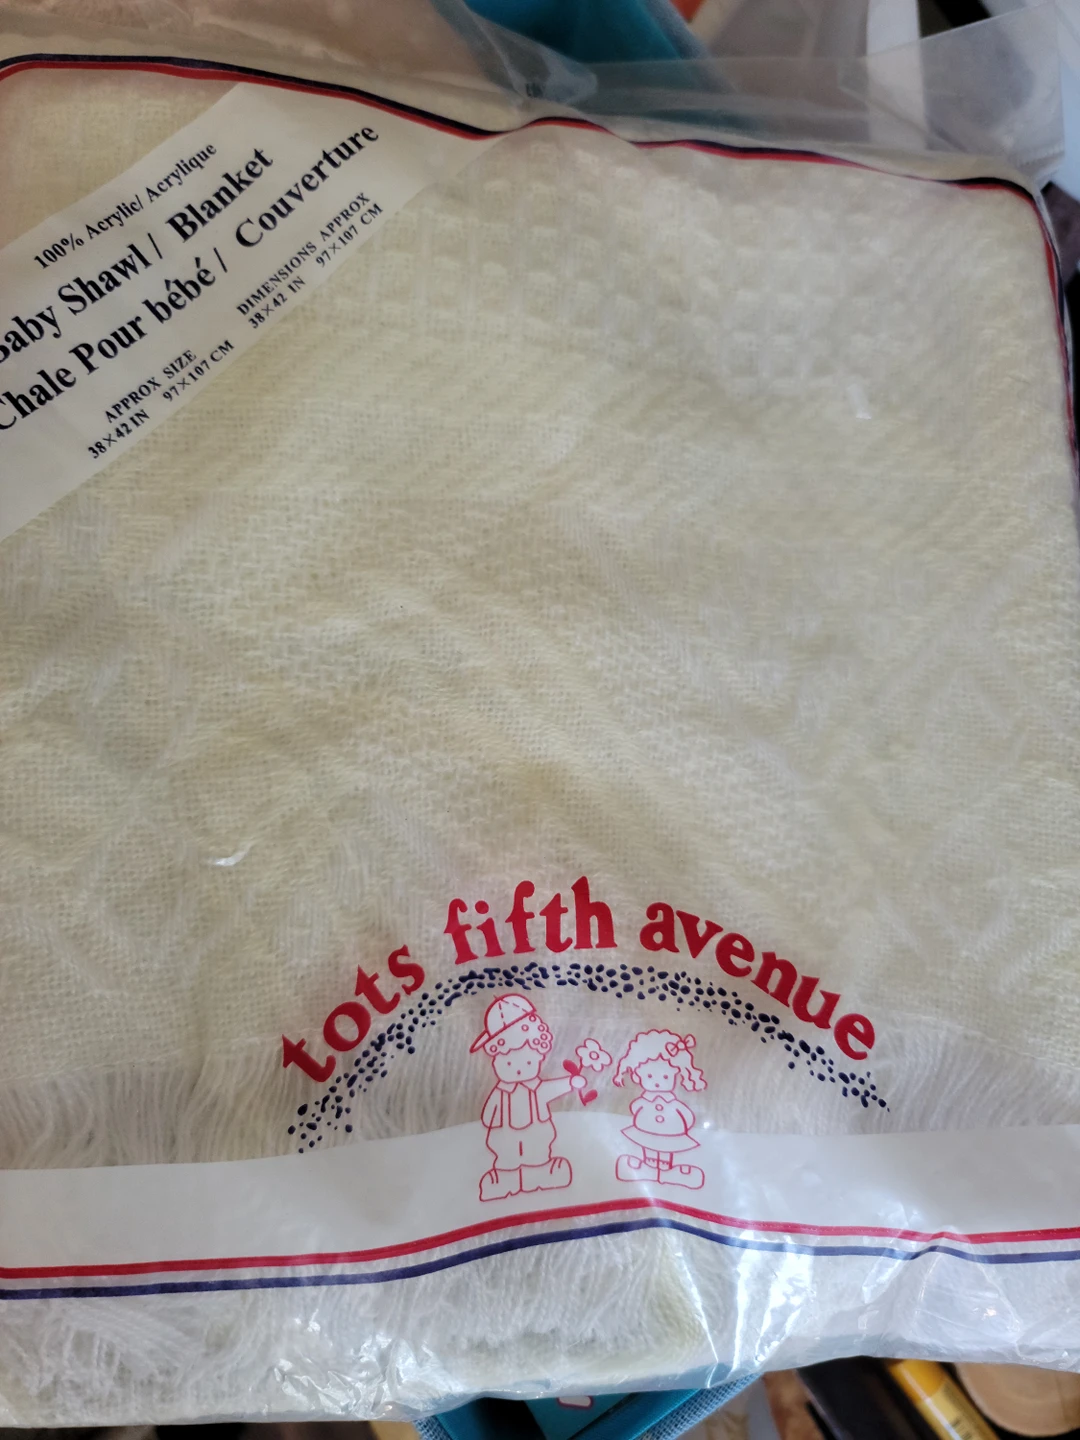 100% Acrylic/ Acrylique
Baby Shawl / Blanket
Chale Pour bébé / Couverture
APPROX SIZE
38×42 IN 97×107 CM
DIMENSIONS APPROX
38×42 IN 97×107 CM
tots fifth avenue